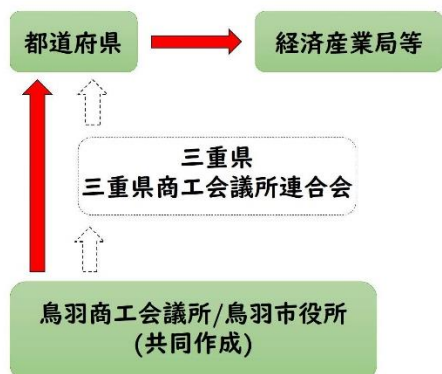 都道府県
経済産業局等
三重県
三重県商工会議所連合会
鳥羽商工会議所/鳥羽市役所
(共同作成)